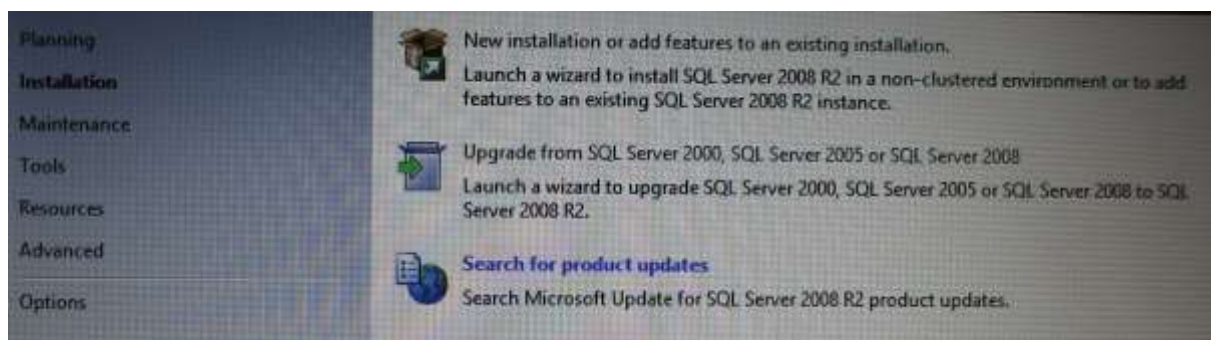 Planning
Installation
Maintenance
Tools
Resources
Advanced
Options
New installation or add features to an existing installation.
Launch a wizard to install SQL Server 2008 R2 in a non-clustered environment or to add
features to an existing SQL Server 2008 R2 instance.
Upgrade from SQL Server 2000, SQL Server 2005 or SQL Server 2008
Launch a wizard to upgrade SQL Server 2000, SQL Server 2005 or SQL Server 2008 to SQL
Server 2008 R2.
Search for product updates
Search Microsoft Update for SQL Server 2008 R2 product updates.